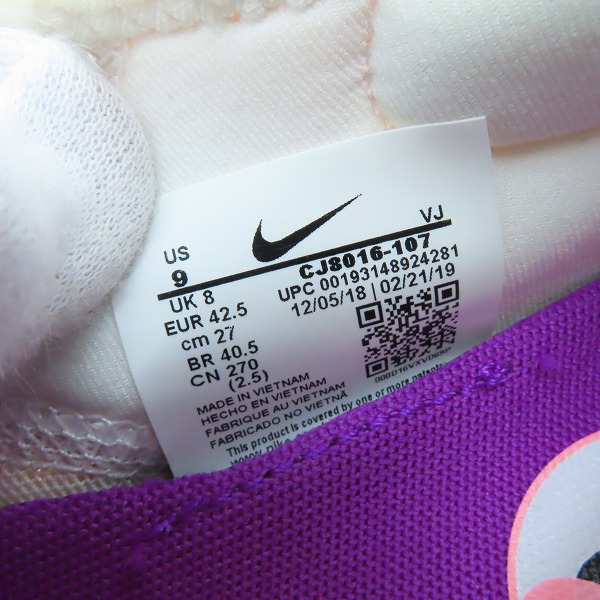 US
9
UK 8
EUR 42.5
cm 27
BR 40.5
CN 270
(2.5)
VJ
CJ8016-107
UPC 00193148924281
12/05/18 | 02/21/19
MADE IN VIETNAM
HECHO EN VIETNAM
FABRIQUE AU VIETNAM
FABRICADO NO VIETNÃ
This product is covered by one or more patents